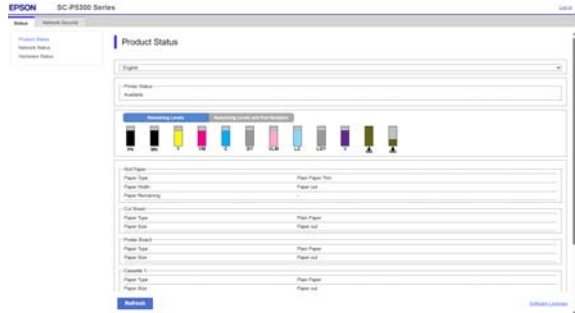 EPSON SC-P5300 Series
Log in
Status Network Security
Product Status
Network Status
Hardware Status
Product Status
English
Printer Status
Available
Remaining Levels Remaining Levels and Part Numbers
PK MK Y VM C GY VLM LC LGY V
Roll Paper
Paper Type Plain Paper Thin
Paper Width Paper out
Paper Remaining -
Cut Sheet
Paper Type Plain Paper
Paper Size Paper out
Poster Board
Paper Type Plain Paper
Paper Size Paper out
Cassette 1
Paper Type Plain Paper
Paper Size Paper out
Refresh
Software Licenses